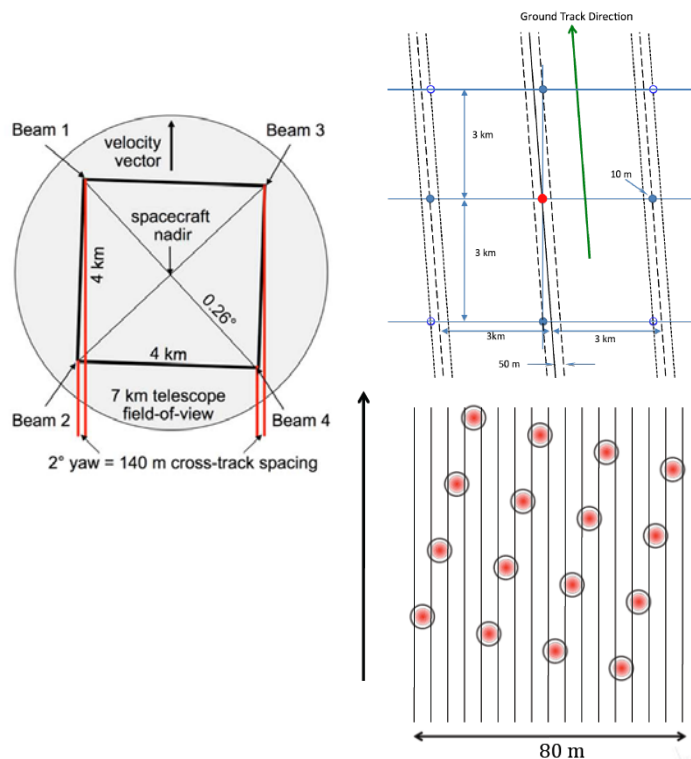 Beam 1
velocity
vector
Beam 3
spacecraft
nadir
4 km
0.26°
4 km
7 km telescope
field-of-view
Beam 2
Beam 4
2° yaw = 140 m cross-track spacing
Ground Track Direction
3 km
10 m
3 km
3km
3 km
50 m
80 m